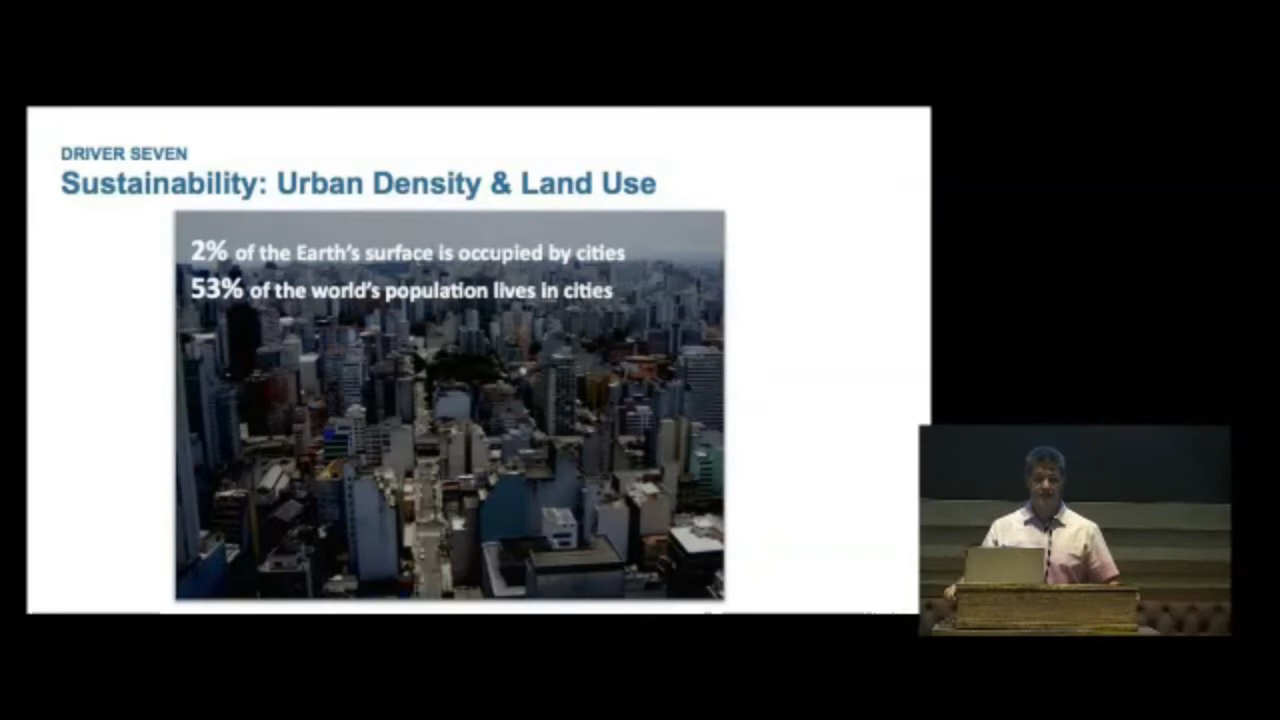 DRIVER SEVEN
Sustainability: Urban Density & Land Use
2% of the Earth's surface is occupied by cities
53% of the world's population lives in cities